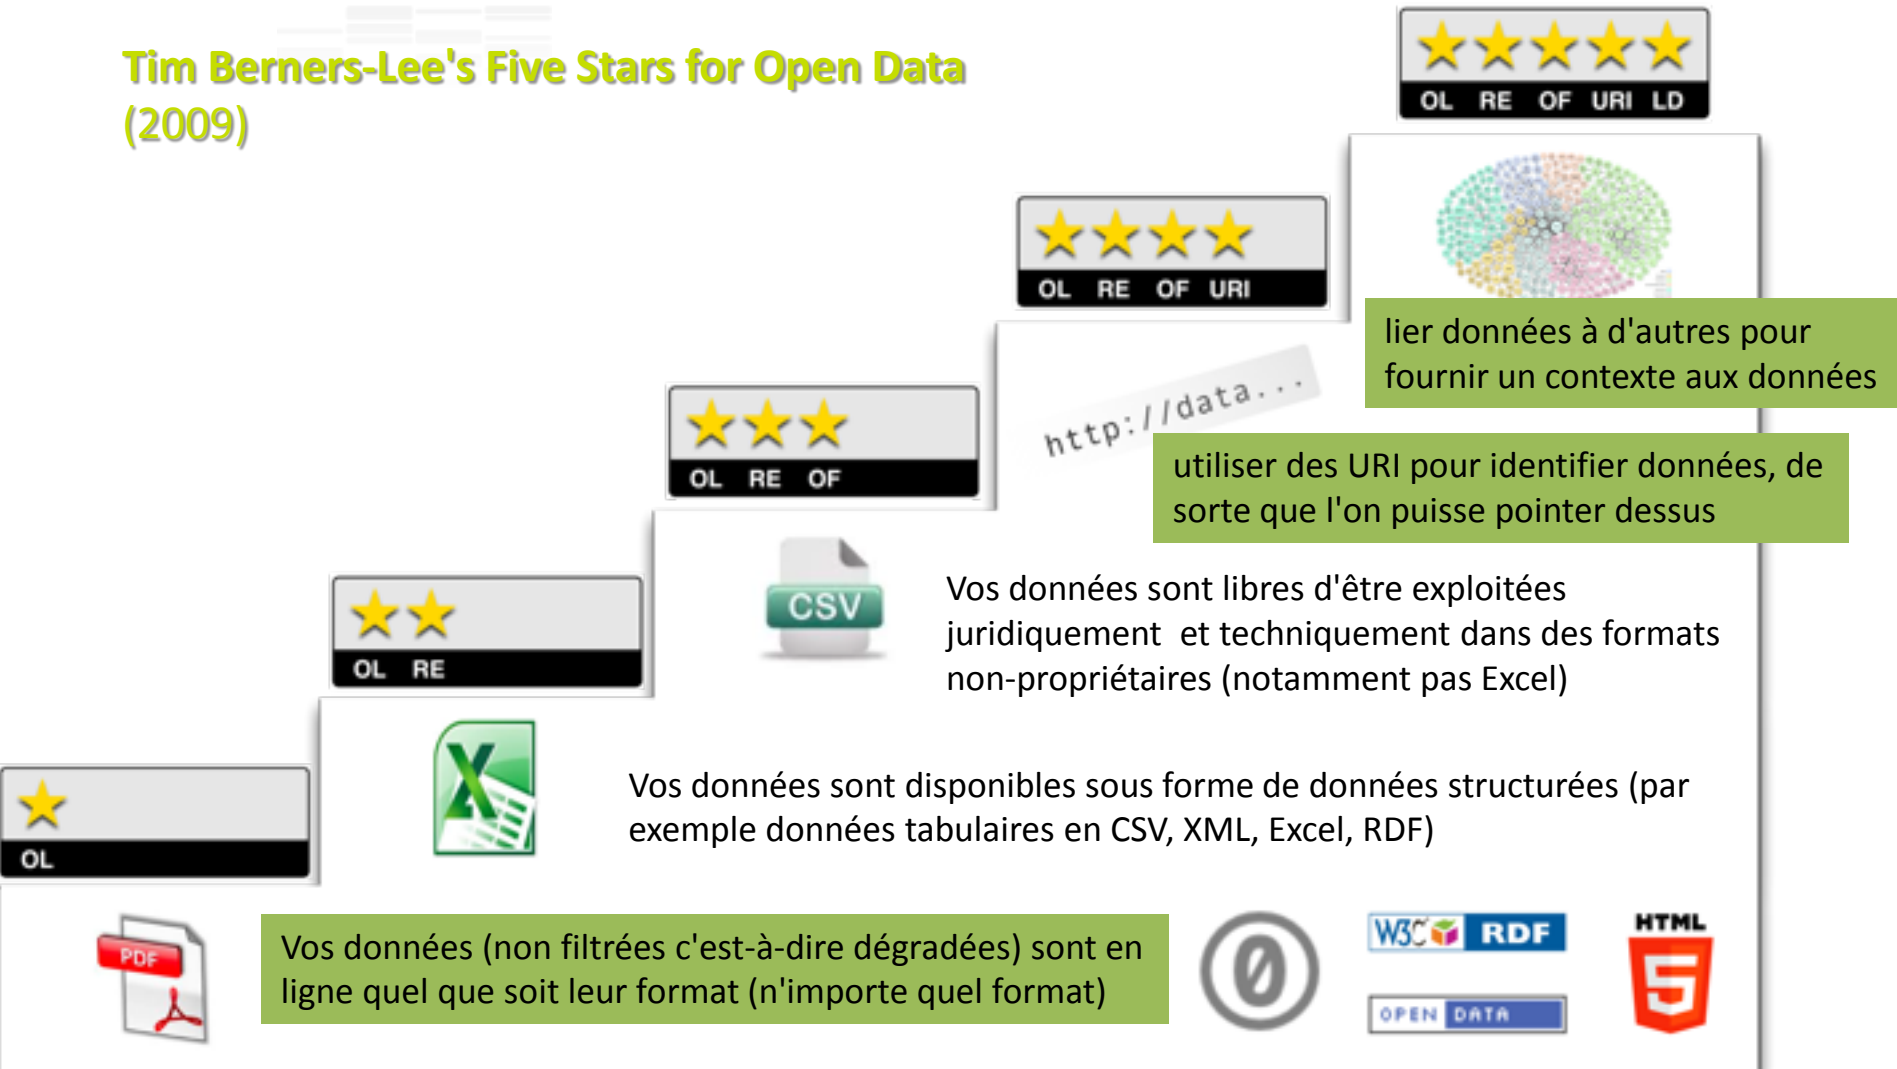 Tim Berners-Lee's Five Stars for Open Data
(2009)
OL RE OF URI LD
OL RE OF URI
lier données à d'autres pour
fournir un contexte aux données
http://data...
utiliser des URI pour identifier données, de
sorte que l'on puisse pointer dessus
OL RE OF
CSV
Vos données sont libres d'être exploitées
juridiquement et techniquement dans des formats
non-propriétaires (notamment pas Excel)
OL RE
X
Vos données sont disponibles sous forme de données structurées (par
exemple données tabulaires en CSV, XML, Excel, RDF)
OL
PDF
Vos données (non filtrées c'est-à-dire dégradées) sont en
ligne quel que soit leur format (n'importe quel format)
0
W3C RDF
OPEN DATA
HTML
5